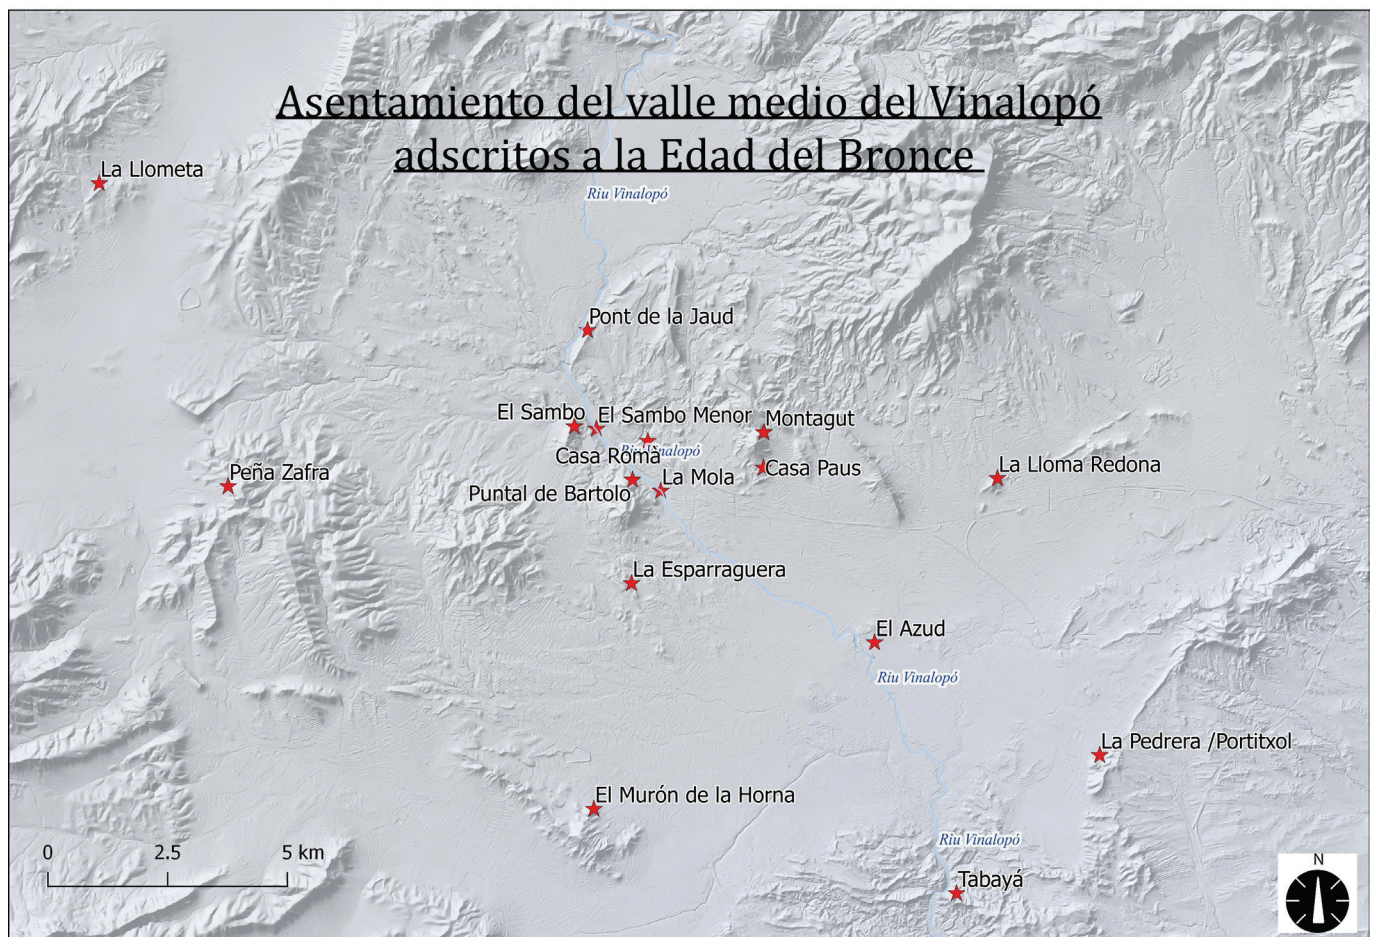 Asentamiento del valle medio del Vinalopó
adscritos a la Edad del Bronce
La Llometa
Riu Vinalopó
Pont de la Jaud
El Sambo
El Sambo Menor
Montagut
Riu Vinalopó
Casa Roma
Peña Zafra
Casa Paus
La Lloma Redona
La Mola
Puntal de Bartolo
La Esparraguera
El Azud
Riu Vinalopó
La Pedrera /Portitxol
El Murón de la Horna
Riu Vinalopó
0 2.5 5 km
N
Tabayá